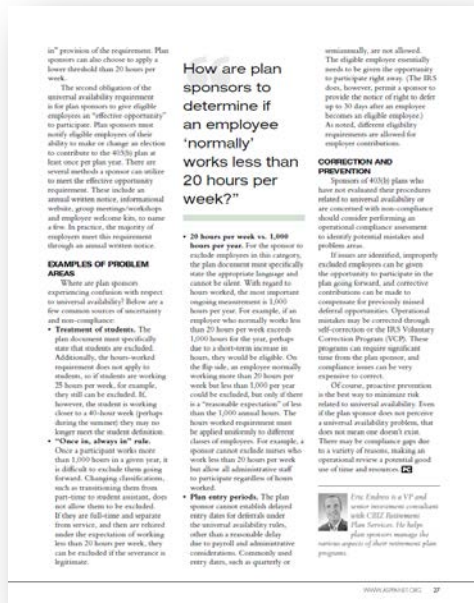 in” provision of the requirement. Plan
sponsors can also choose to apply a
lower threshold than 20 hours per
week.
The second obligation of the
universal availability requirement
is for plan sponsors to give eligible
employees an “effective opportunity”
to participate. Plan sponsors must
notify eligible employees of their
ability to make or change an election
to contribute to the 403(b) plan at
least once per plan year. There are
several methods a sponsor can utilize
to meet the effective opportunity
requirement. These include an
annual written notice, informational
website, group meetings/workshops
and employee welcome kits, to name
a few. In practice, the majority of
employers meet this requirement
through an annual written notice.
EXAMPLES OF PROBLEM
AREAS
Where are plan sponsors
experiencing confusion with respect
to universal availability? Below are a
few common sources of uncertainty
and non-compliance:
• Treatment of students. The
plan document must specifically
state that students are excluded.
Additionally, the hours-worked
requirement does not apply to
students, so if students are working
25 hours per week, for example,
they still can be excluded. If,
however, the student is working
closer to a 40-hour week (perhaps
during the summer) they may no
longer meet the student definition.
• “Once in, always in” rule.
Once a participant works more
than 1,000 hours in a given year, it
is difficult to exclude them going
forward. Changing classifications,
such as transitioning them from
part-time to student assistant, does
not allow them to be excluded.
If they are full-time and separate
from service, and then are rehired
under the expectation of working
less than 20 hours per week, they
can be excluded if the severance is
legitimate.
“
How are plan
sponsors to
determine if
an employee
‘normally’
works less than
20 hours per
week?”
• 20 hours per week vs. 1,000
hours per year. For the sponsor to
exclude employees in this category,
the plan document must specifically
state the appropriate language and
cannot be silent. With regard to
hours worked, the most important
ongoing measurement is 1,000
hours per year. For example, if an
employee who normally works less
than 20 hours per week exceeds
1,000 hours for the year, perhaps
due to a short-term increase in
hours, they would be eligible. On
the flip side, an employee normally
working more than 20 hours per
week but less than 1,000 per year
could be excluded, but only if there
is a “reasonable expectation” of less
than the 1,000 annual hours. The
hours worked requirement must
be applied uniformly to different
classes of employees. For example, a
sponsor cannot exclude nurses who
work less than 20 hours per week
but allow all administrative staff
to participate regardless of hours
worked.
• Plan entry periods. The plan
sponsor cannot establish delayed
entry dates for deferrals under
the universal availability rules,
other than a reasonable delay
due to payroll and administrative
considerations. Commonly used
entry dates, such as quarterly or
semiannually, are not allowed.
The eligible employee essentially
needs to be given the opportunity
to participate right away. (The IRS
does, however, permit a sponsor to
provide the notice of right to defer
up to 30 days after an employee
becomes an eligible employee.)
As noted, different eligibility
requirements are allowed for
employer contributions.
CORRECTION AND
PREVENTION
Sponsors of 403(b) plans who
have not evaluated their procedures
related to universal availability or
are concerned with non-compliance
should consider performing an
operational compliance assessment
to identify potential mistakes and
problem areas.
If issues are identified, improperly
excluded employees can be given
the opportunity to participate in the
plan going forward, and corrective
contributions can be made to
compensate for previously missed
deferral opportunities. Operational
mistakes may be corrected through
self-correction or the IRS Voluntary
Correction Program (VCP). These
programs can require significant
time from the plan sponsor, and
compliance issues can be very
expensive to correct.
Of course, proactive prevention
is the best way to minimize risk
related to universal availability. Even
if the plan sponsor does not perceive
a universal availability problem, that
does not mean one doesn't exist.
There may be compliance gaps due
to a variety of reasons, making an
operational review a potential good
use of time and resources. PC
Eric Endress is a VP and
senior investment consultant
with CBIZ Retirement
Plan Services. He helps
plan sponsors manage the
various aspects of their retirement plan
programs.
WWW.ASPPA-NET.ORG 27